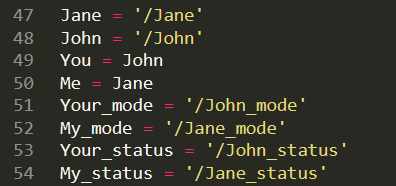 47 Jane = '/Jane'
48 John = '/John'
49 You = John
50 Me = Jane
51 Your_mode = '/John_mode'
52 My_mode = '/Jane_mode'
53 Your_status = '/John_status'
54 My_status = '/Jane_status'